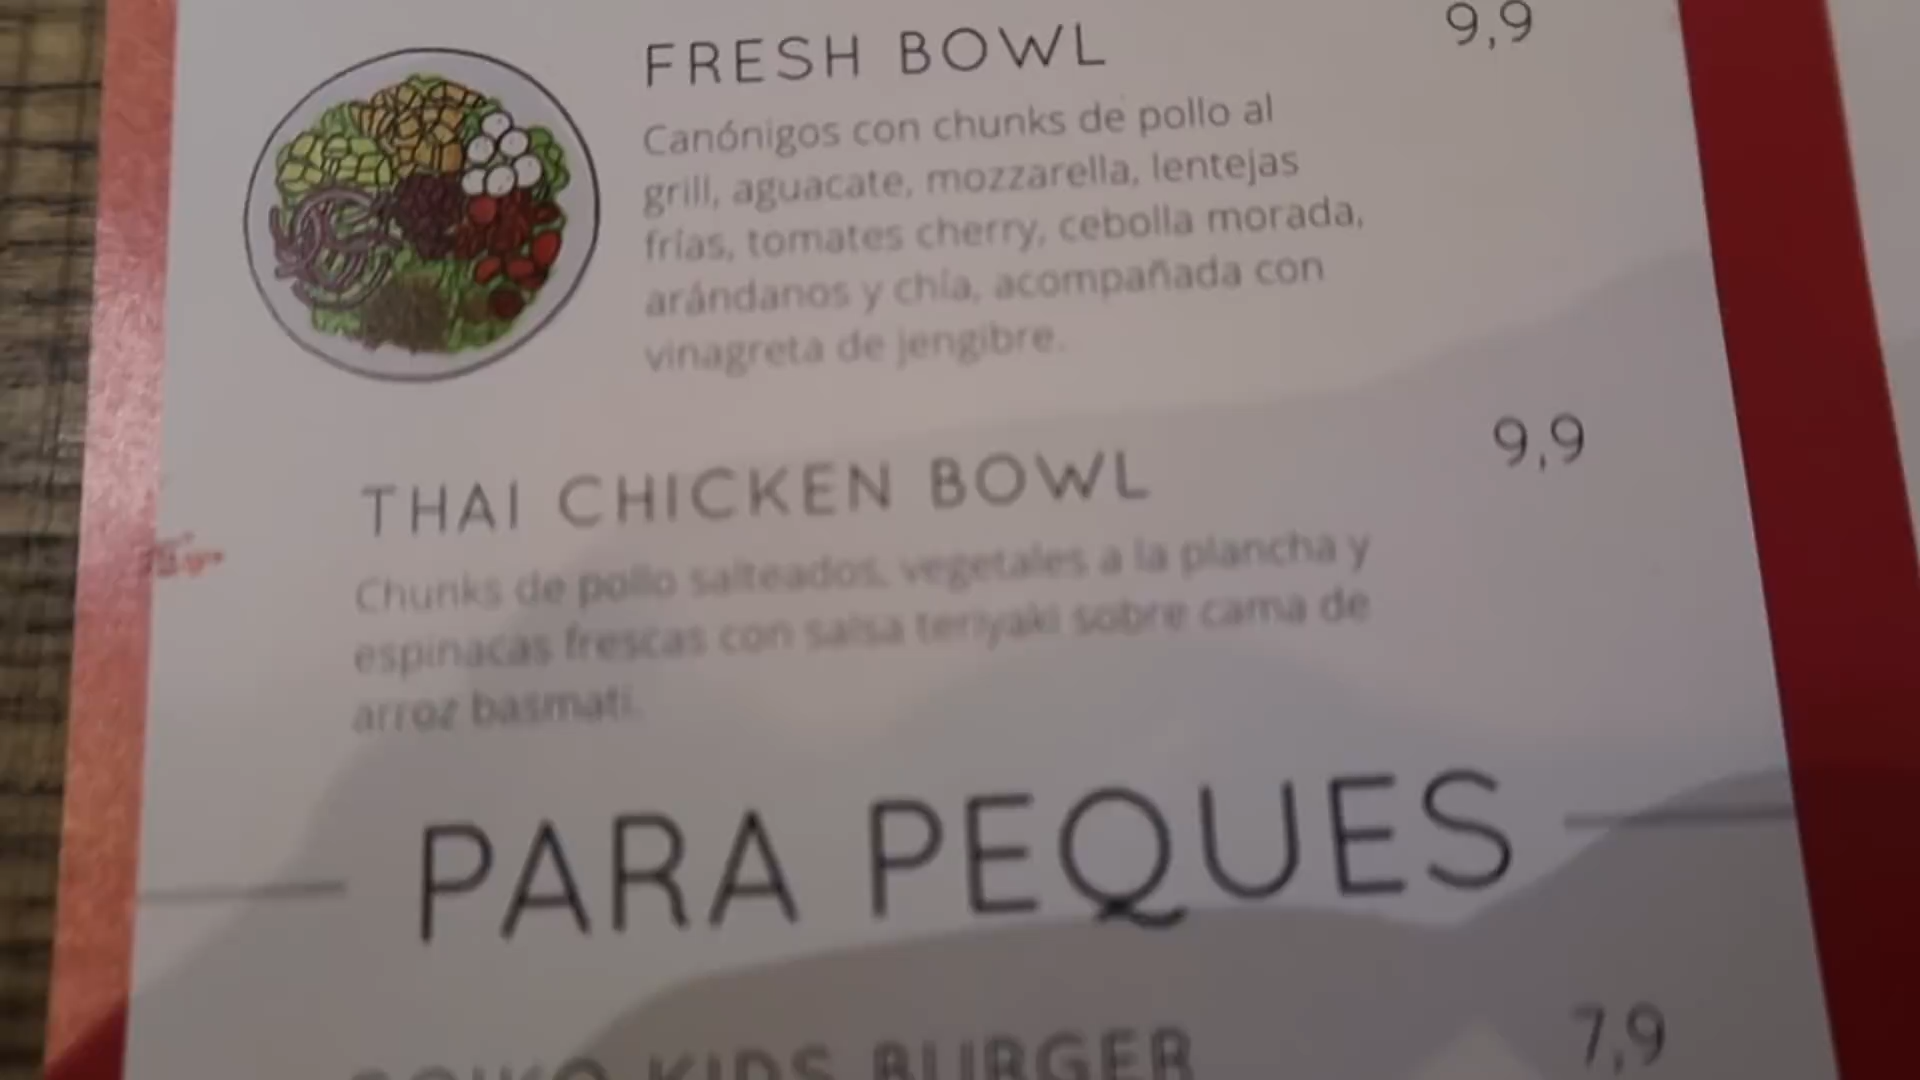 FRESH BOWL 9,9
Canónigos con chunks de pollo al
grill, aguacate, mozzarella, lentejas
frías, tomates cherry, cebolla morada,
arándanos y chía, acompañada con
vinagreta de jengibre.
THAI CHICKEN BOWL 9,9
Chunks de pollo salteados, vegetales a la plancha y
espinacas frescas con salsa teriyaki sobre cama de
arroz basmati.
PARA PEQUES
KIDS BURGER 7,9